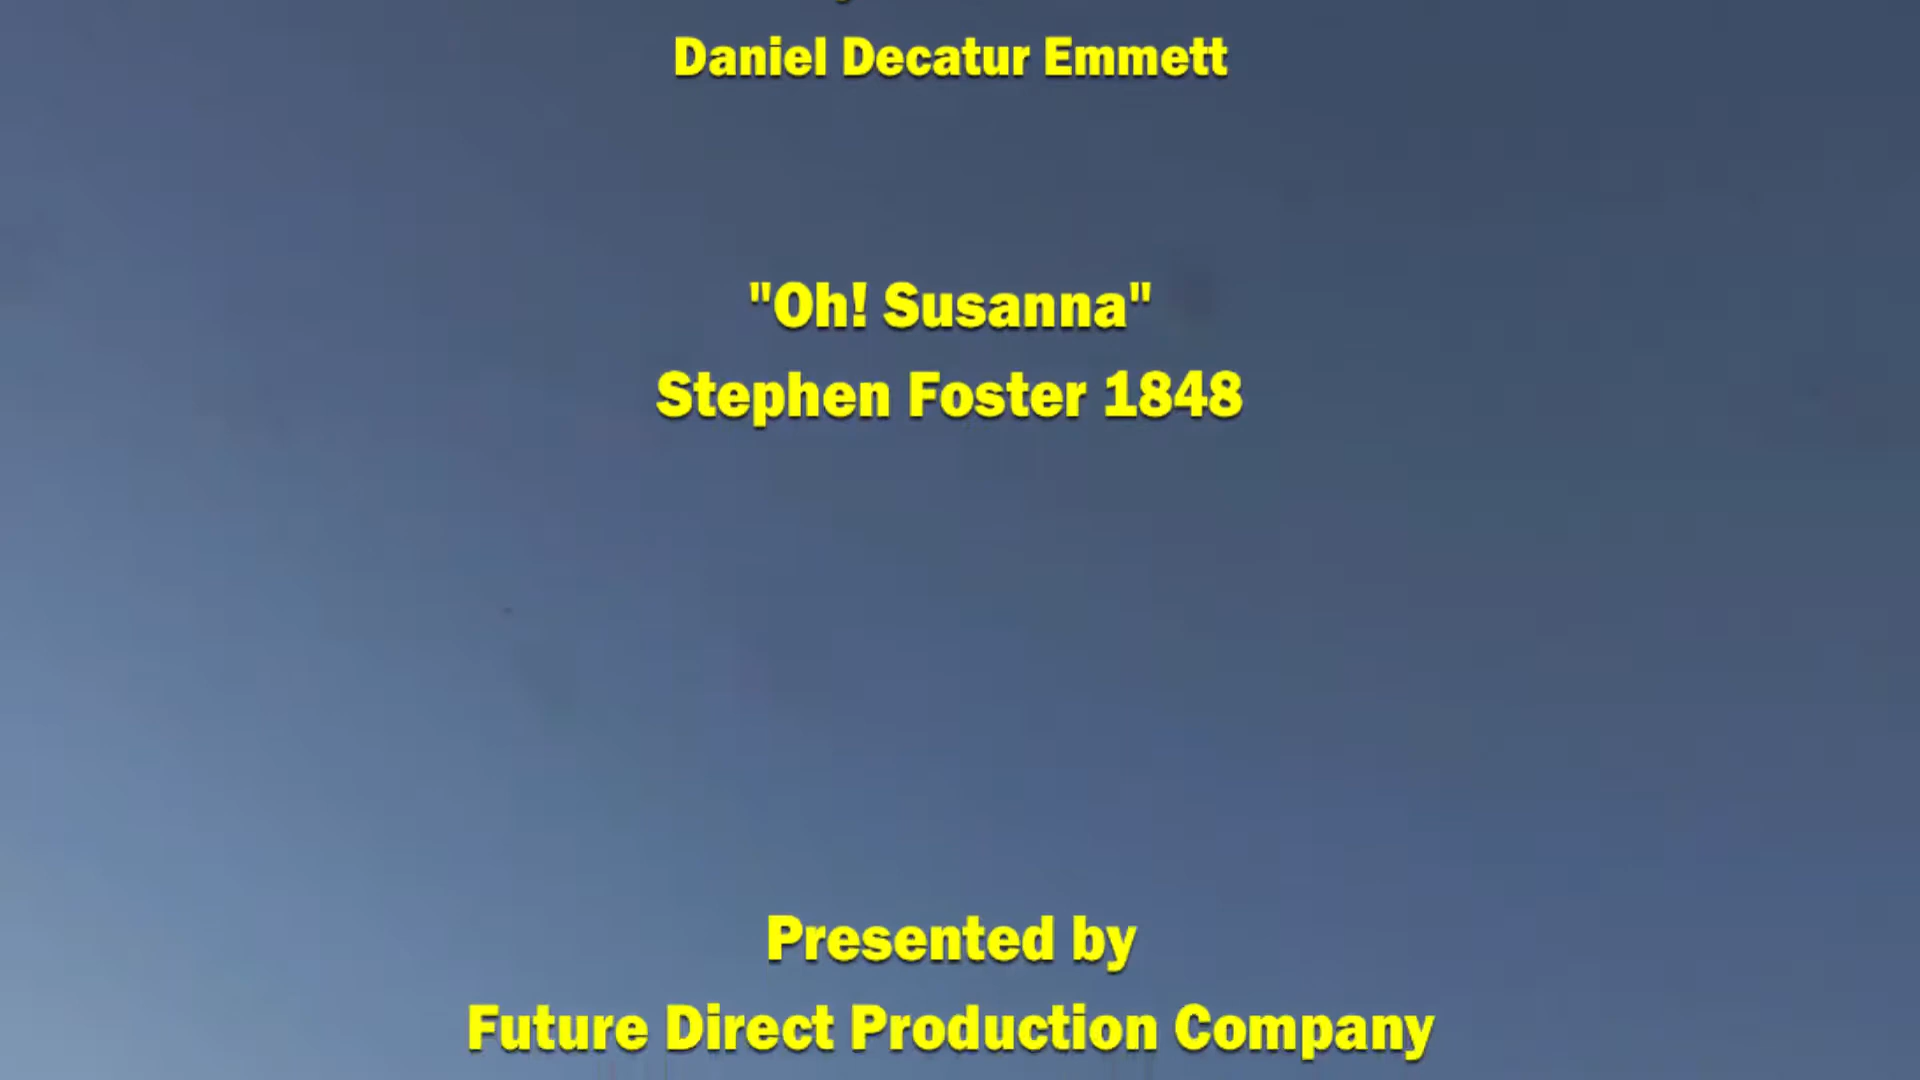 Daniel Decatur Emmett
"Oh! Susanna"
Stephen Foster 1848
Presented by
Future Direct Production Company